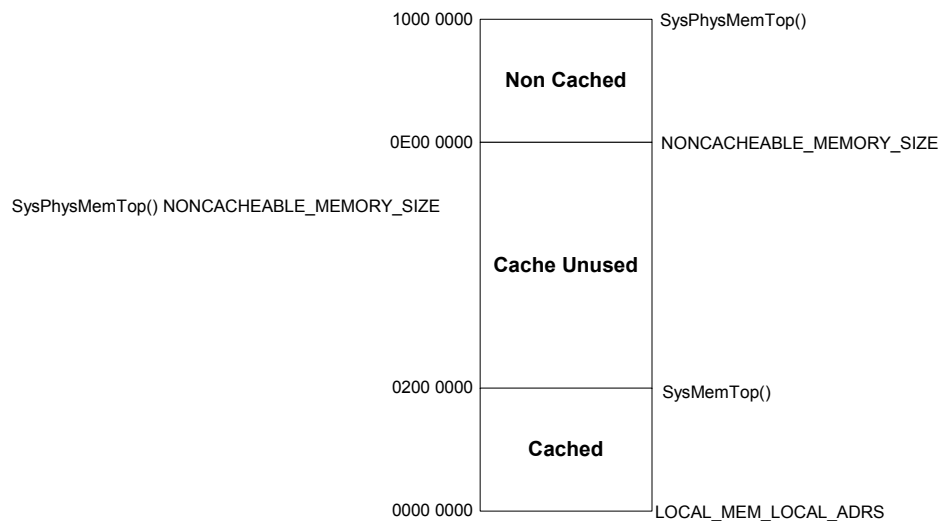 1000 0000
SysPhysMemTop()
Non Cached
0E00 0000
NONCACHEABLE_MEMORY_SIZE
SysPhysMemTop() NONCACHEABLE_MEMORY_SIZE
Cache Unused
0200 0000
SysMemTop()
Cached
0000 0000
LOCAL_MEM_LOCAL_ADRS